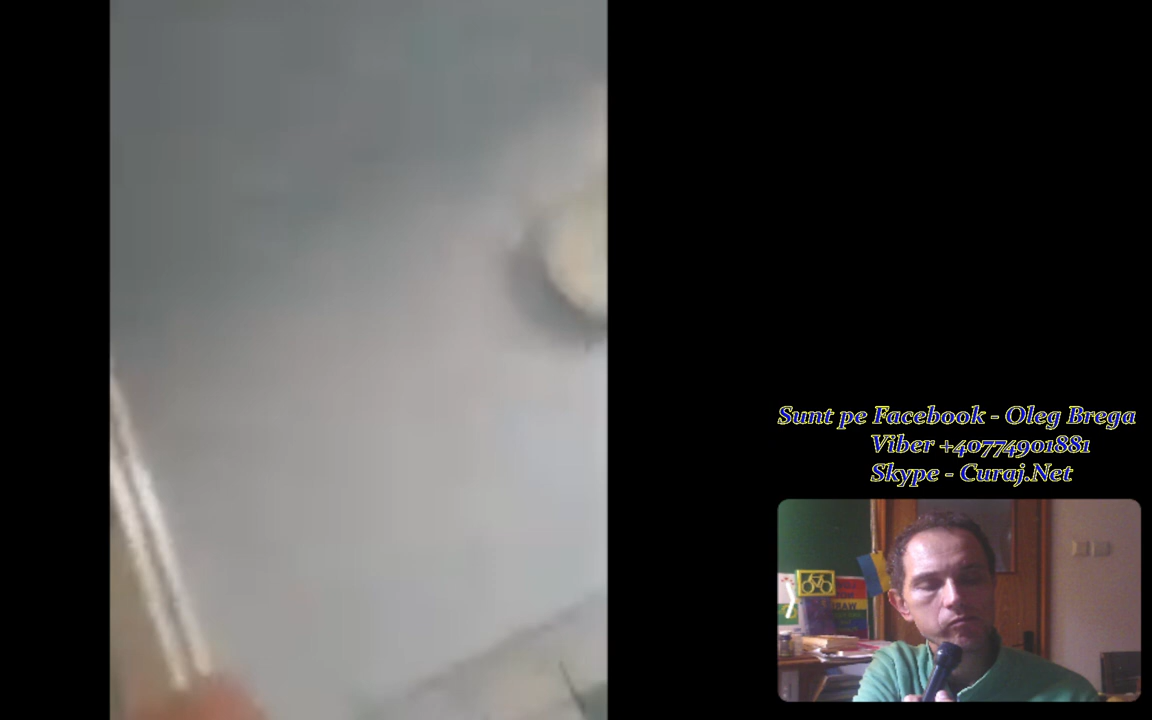 Sunt pe Facebook - Oleg Brega
Viber +40774901881
Skype - Curaj.Net